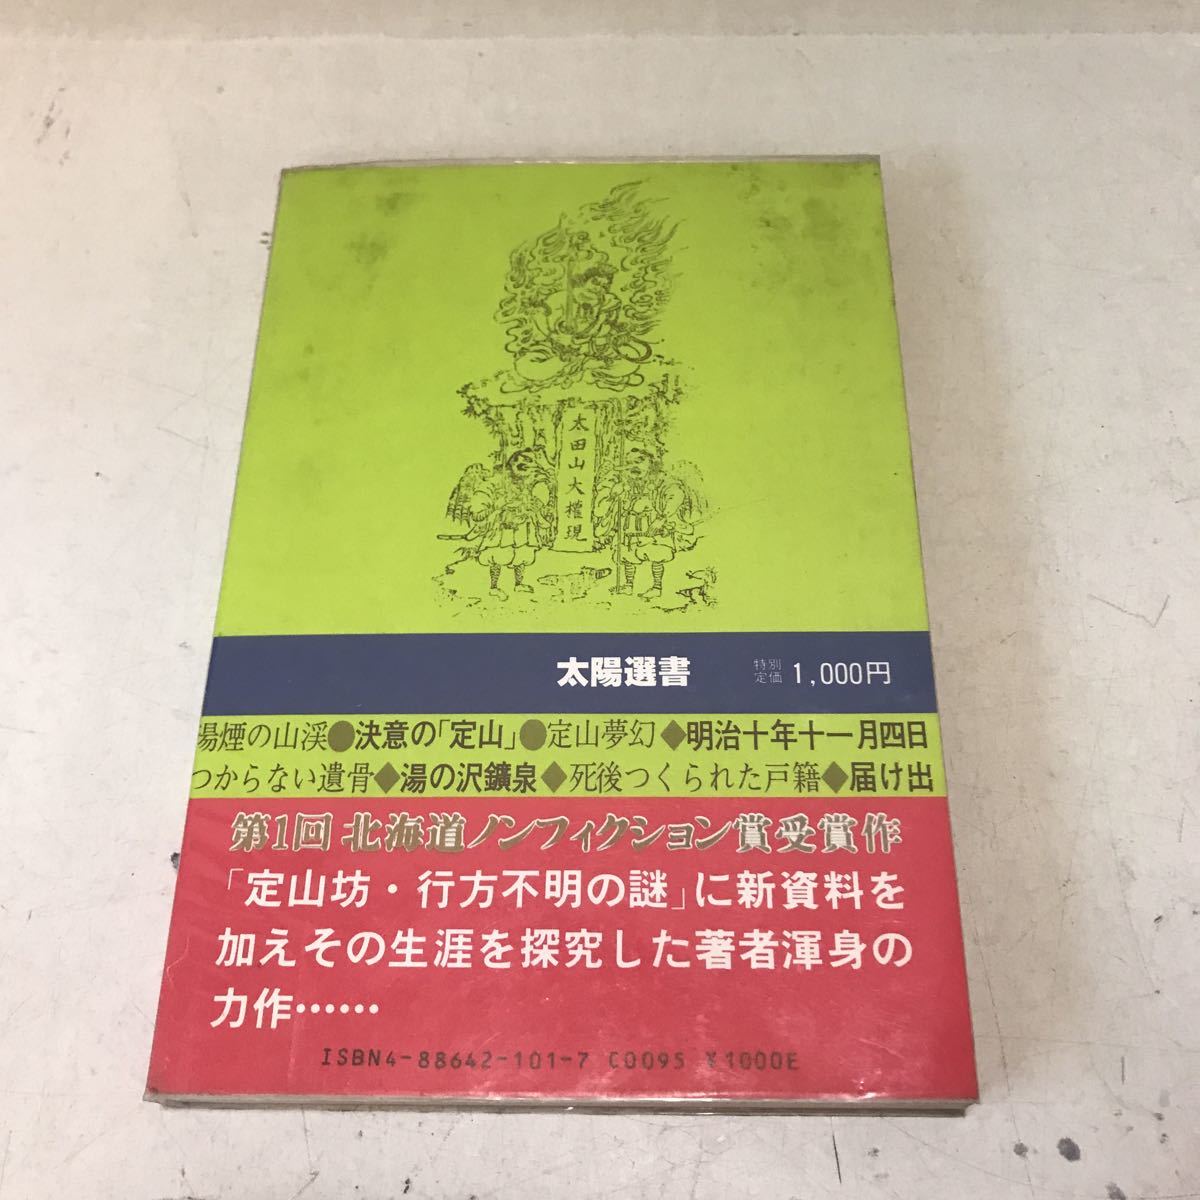 太田山大權現
太陽選書
特別
定価 1,000円
湯煙の山渓●決意の「定山」●定山夢幻◆明治十年十一月四日
つからない遺骨◆湯の沢鑛泉◆死後つくられた戸籍◆届け出
第1回 北海道ノンフィクション賞受賞作
「定山坊・行方不明の謎」に新資料を
加えその生涯を探究した著者渾身の
力作……
ISBN4-88642-101-7 C0095 ¥1000E